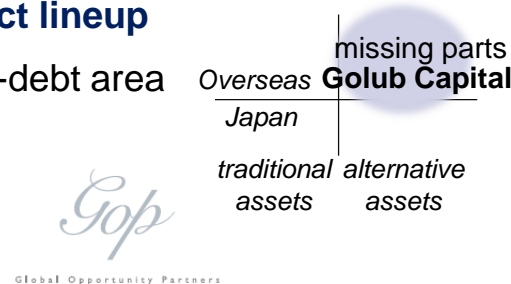 ct lineup
-debt area
missing parts
Overseas Golub Capital
Japan
traditional alternative
assets assets
Gop
Global Opportunity Partners